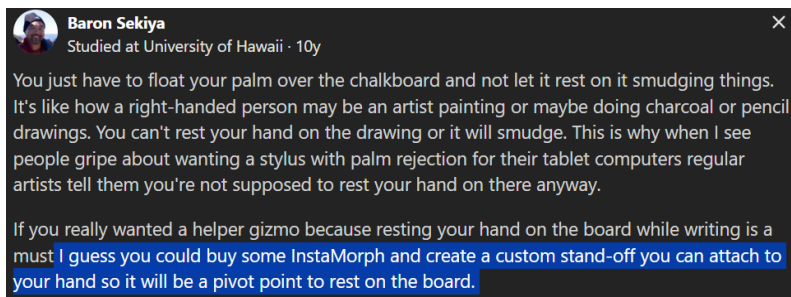 Baron Sekiya
Studied at University of Hawaii · 10y
You just have to float your palm over the chalkboard and not let it rest on it smudging things.
It's like how a right-handed person may be an artist painting or maybe doing charcoal or pencil
drawings. You can't rest your hand on the drawing or it will smudge. This is why when I see
people gripe about wanting a stylus with palm rejection for their tablet computers regular
artists tell them you're not supposed to rest your hand on there anyway.
If you really wanted a helper gizmo because resting your hand on the board while writing is a
must I guess you could buy some InstaMorph and create a custom stand-off you can attach to
your hand so it will be a pivot point to rest on the board.